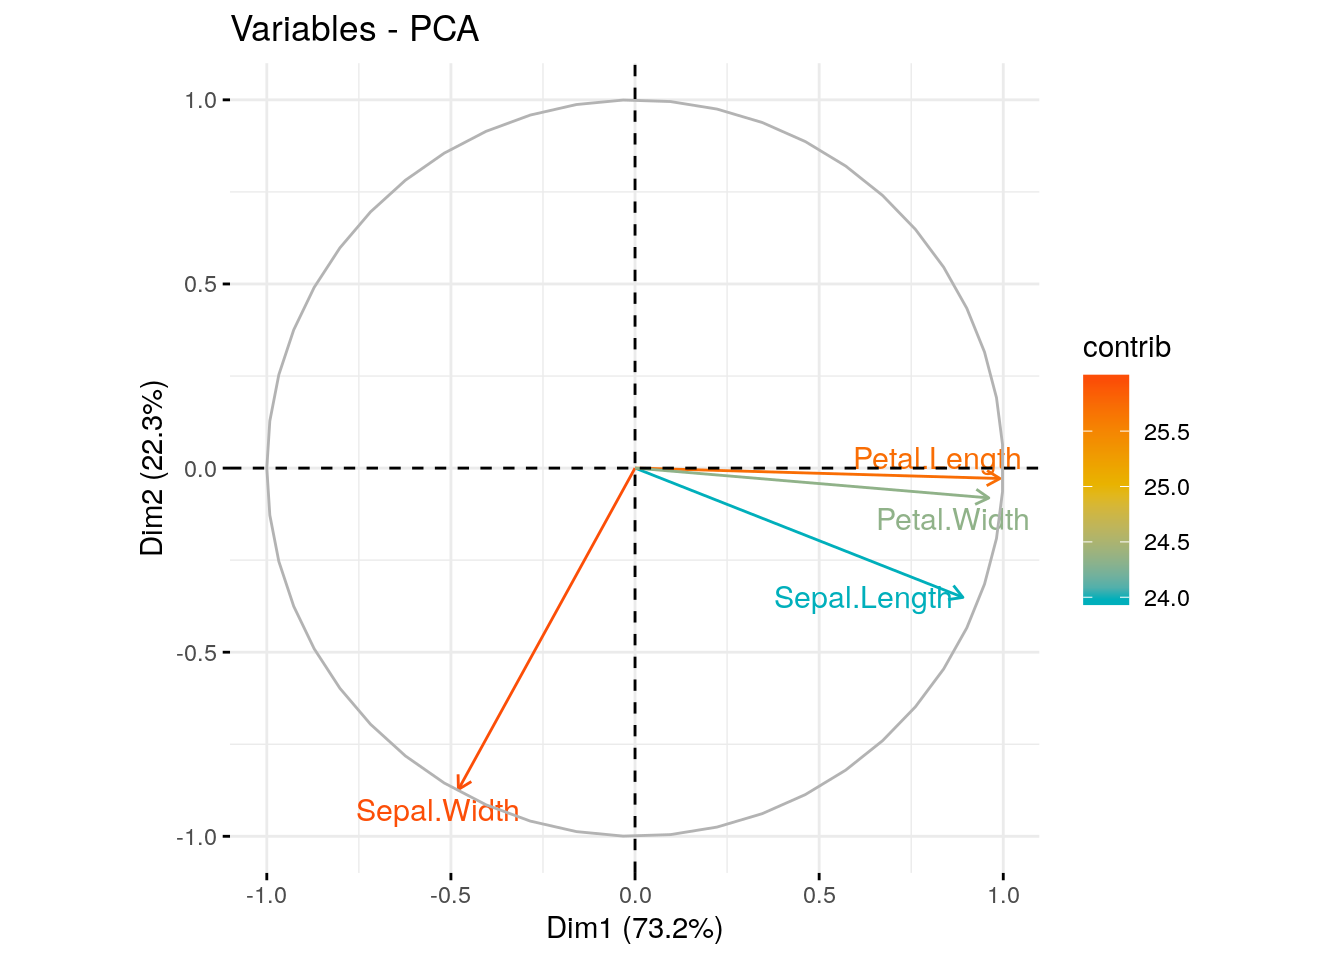 Variables - PCA
1.0
0.5
0.0
-0.5
-1.0
Dim2 (22.3%)
Petal.Length
Petal.Width
Sepal.Length
Sepal.Width
-1.0
-0.5
0.0
0.5
1.0
Dim1 (73.2%)
contrib
25.5
25.0
24.5
24.0